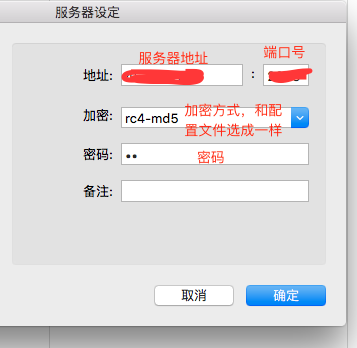 服务器设定
服务器地址
端口号
地址:
:
加密:
rc4-md5
加密方式，和配
置文件选成一样
密码:
••
密码
备注:
取消
确定